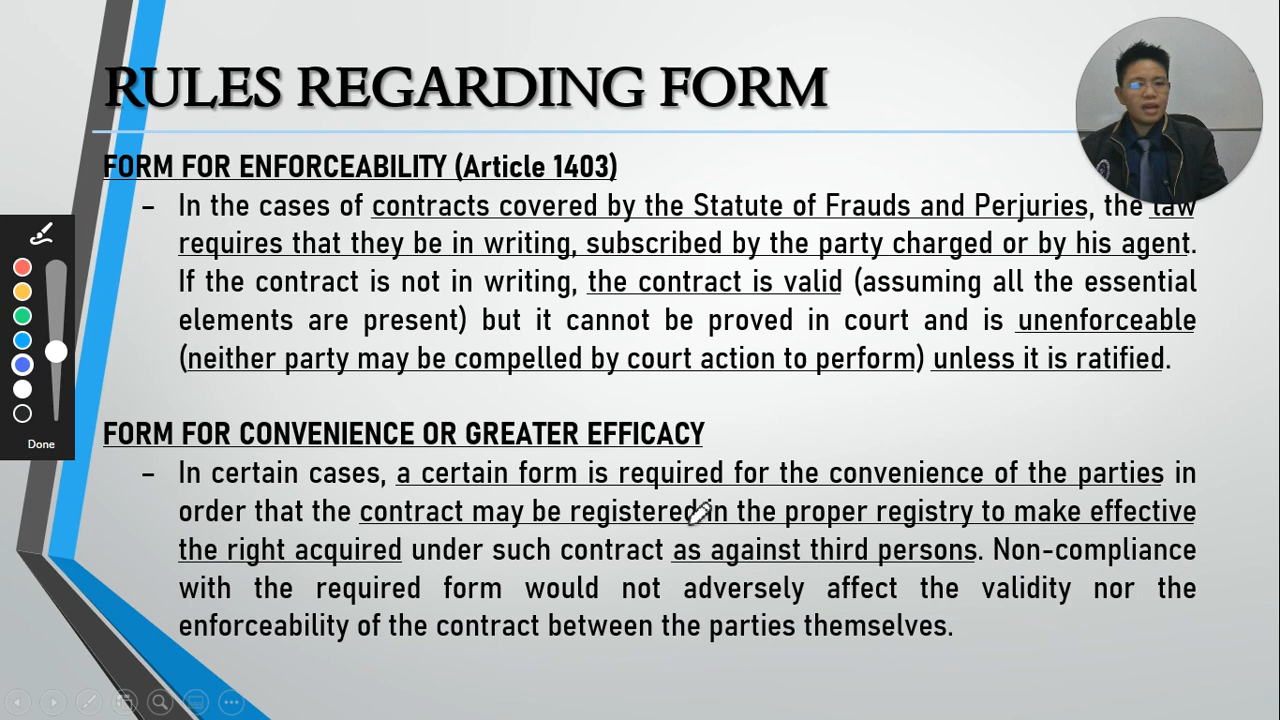 RULES REGARDING FORM
FORM FOR ENFORCEABILITY (Article 1403)
– In the cases of contracts covered by the Statute of Frauds and Perjuries, the law
requires that they be in writing, subscribed by the party charged or by his agent.
If the contract is not in writing, the contract is valid (assuming all the essential
elements are present) but it cannot be proved in court and is unenforceable
(neither party may be compelled by court action to perform) unless it is ratified.
FORM FOR CONVENIENCE OR GREATER EFFICACY
– In certain cases, a certain form is required for the convenience of the parties in
order that the contract may be registered in the proper registry to make effective
the right acquired under such contract as against third persons. Non-compliance
with the required form would not adversely affect the validity nor the
enforceability of the contract between the parties themselves.
Done